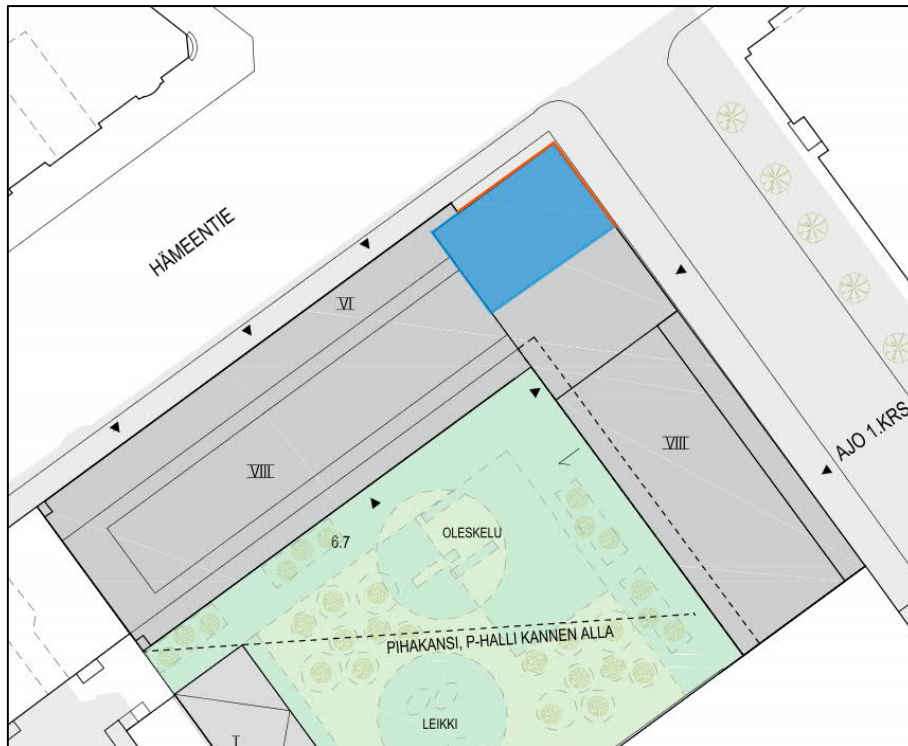 HÄMEENTIE
VI
VIII
VIII
AJO 1.KRS
6.7
OLESKELU
PIHAKANSI, P-HALLI KANNEN ALLA
LEIKKI
I